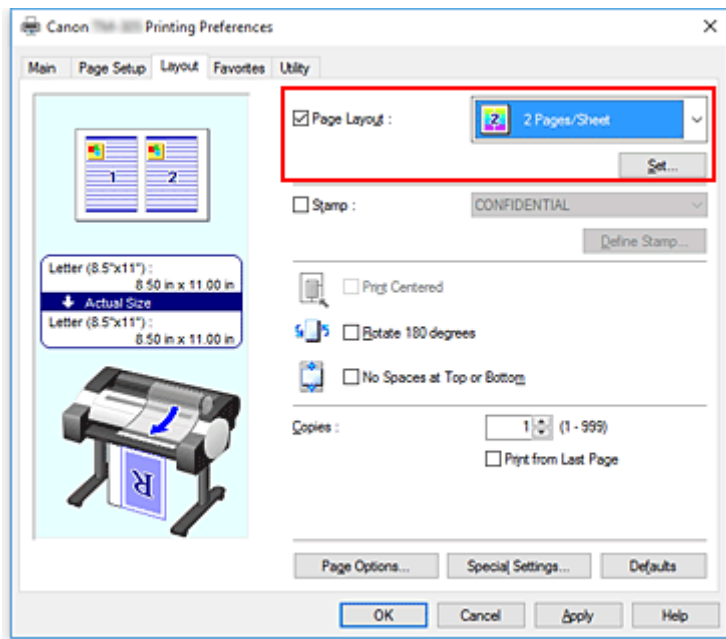 Canon Printing Preferences
Main Page Setup Layout Favorites Utility
1 2
Letter (8.5"x11") :
8.50 in x 11.00 in
Actual Size
Letter (8.5"x11") :
8.50 in x 11.00 in
R
Page Layout :
2 2 Pages/Sheet
Set...
Stamp :
CONFIDENTIAL
Define Stamp...
Print Centered
Rotate 180 degrees
No Spaces at Top or Bottom
Copies :
1 (1 - 999)
Print from Last Page
Page Options... Special Settings... Defaults
OK Cancel Apply Help